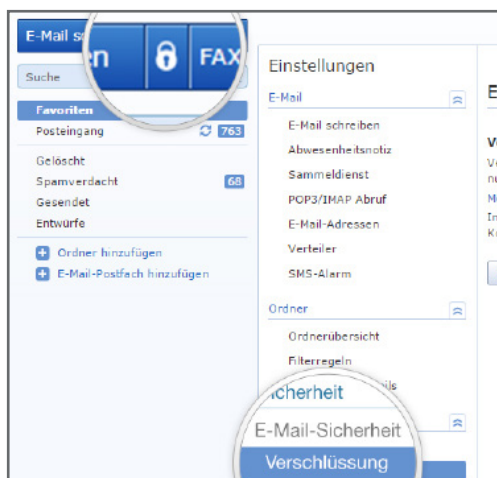 E-Mail
FAX
Suche
Favoriten
Posteingang 763
Gelöscht
Spamverdacht 68
Gesendet
Entwürfe
Ordner hinzufügen
E-Mail-Postfach hinzufügen
Einstellungen
E-Mail
E-Mail schreiben
Abwesenheitsnotiz
Sammeldienst
POP3/IMAP Abruf
E-Mail-Adressen
Verteiler
SMS-Alarm
Ordner
Ordnerübersicht
Filterregeln
icherheit
E-Mail-Sicherheit
Verschlüssung